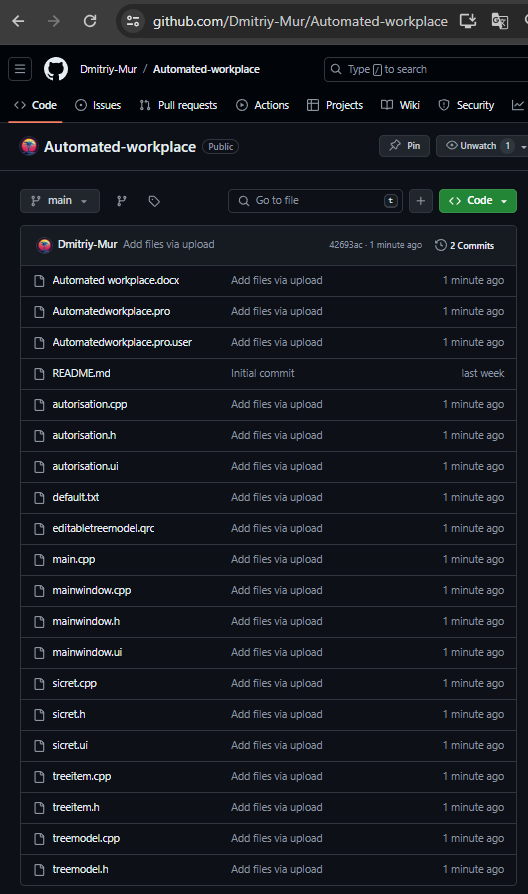 github.com/Dmitriy-Mur/Automated-workplace
Dmitriy-Mur / Automated-workplace
Type / to search
Code Issues Pull requests Actions Projects Wiki Security
Automated-workplace Public
Pin Unwatch 1
main
Go to file t
Code
Dmitriy-Mur Add files via upload 42693ac · 1 minute ago 2 Commits
Automated workplace.docx Add files via upload 1 minute ago
Automatedworkplace.pro Add files via upload 1 minute ago
Automatedworkplace.pro.user Add files via upload 1 minute ago
README.md Initial commit last week
autorisation.cpp Add files via upload 1 minute ago
autorisation.h Add files via upload 1 minute ago
autorisation.ui Add files via upload 1 minute ago
default.txt Add files via upload 1 minute ago
editabletreemodel.qrc Add files via upload 1 minute ago
main.cpp Add files via upload 1 minute ago
mainwindow.cpp Add files via upload 1 minute ago
mainwindow.h Add files via upload 1 minute ago
mainwindow.ui Add files via upload 1 minute ago
sicret.cpp Add files via upload 1 minute ago
sicret.h Add files via upload 1 minute ago
sicret.ui Add files via upload 1 minute ago
treeitem.cpp Add files via upload 1 minute ago
treeitem.h Add files via upload 1 minute ago
treemodel.cpp Add files via upload 1 minute ago
treemodel.h Add files via upload 1 minute ago